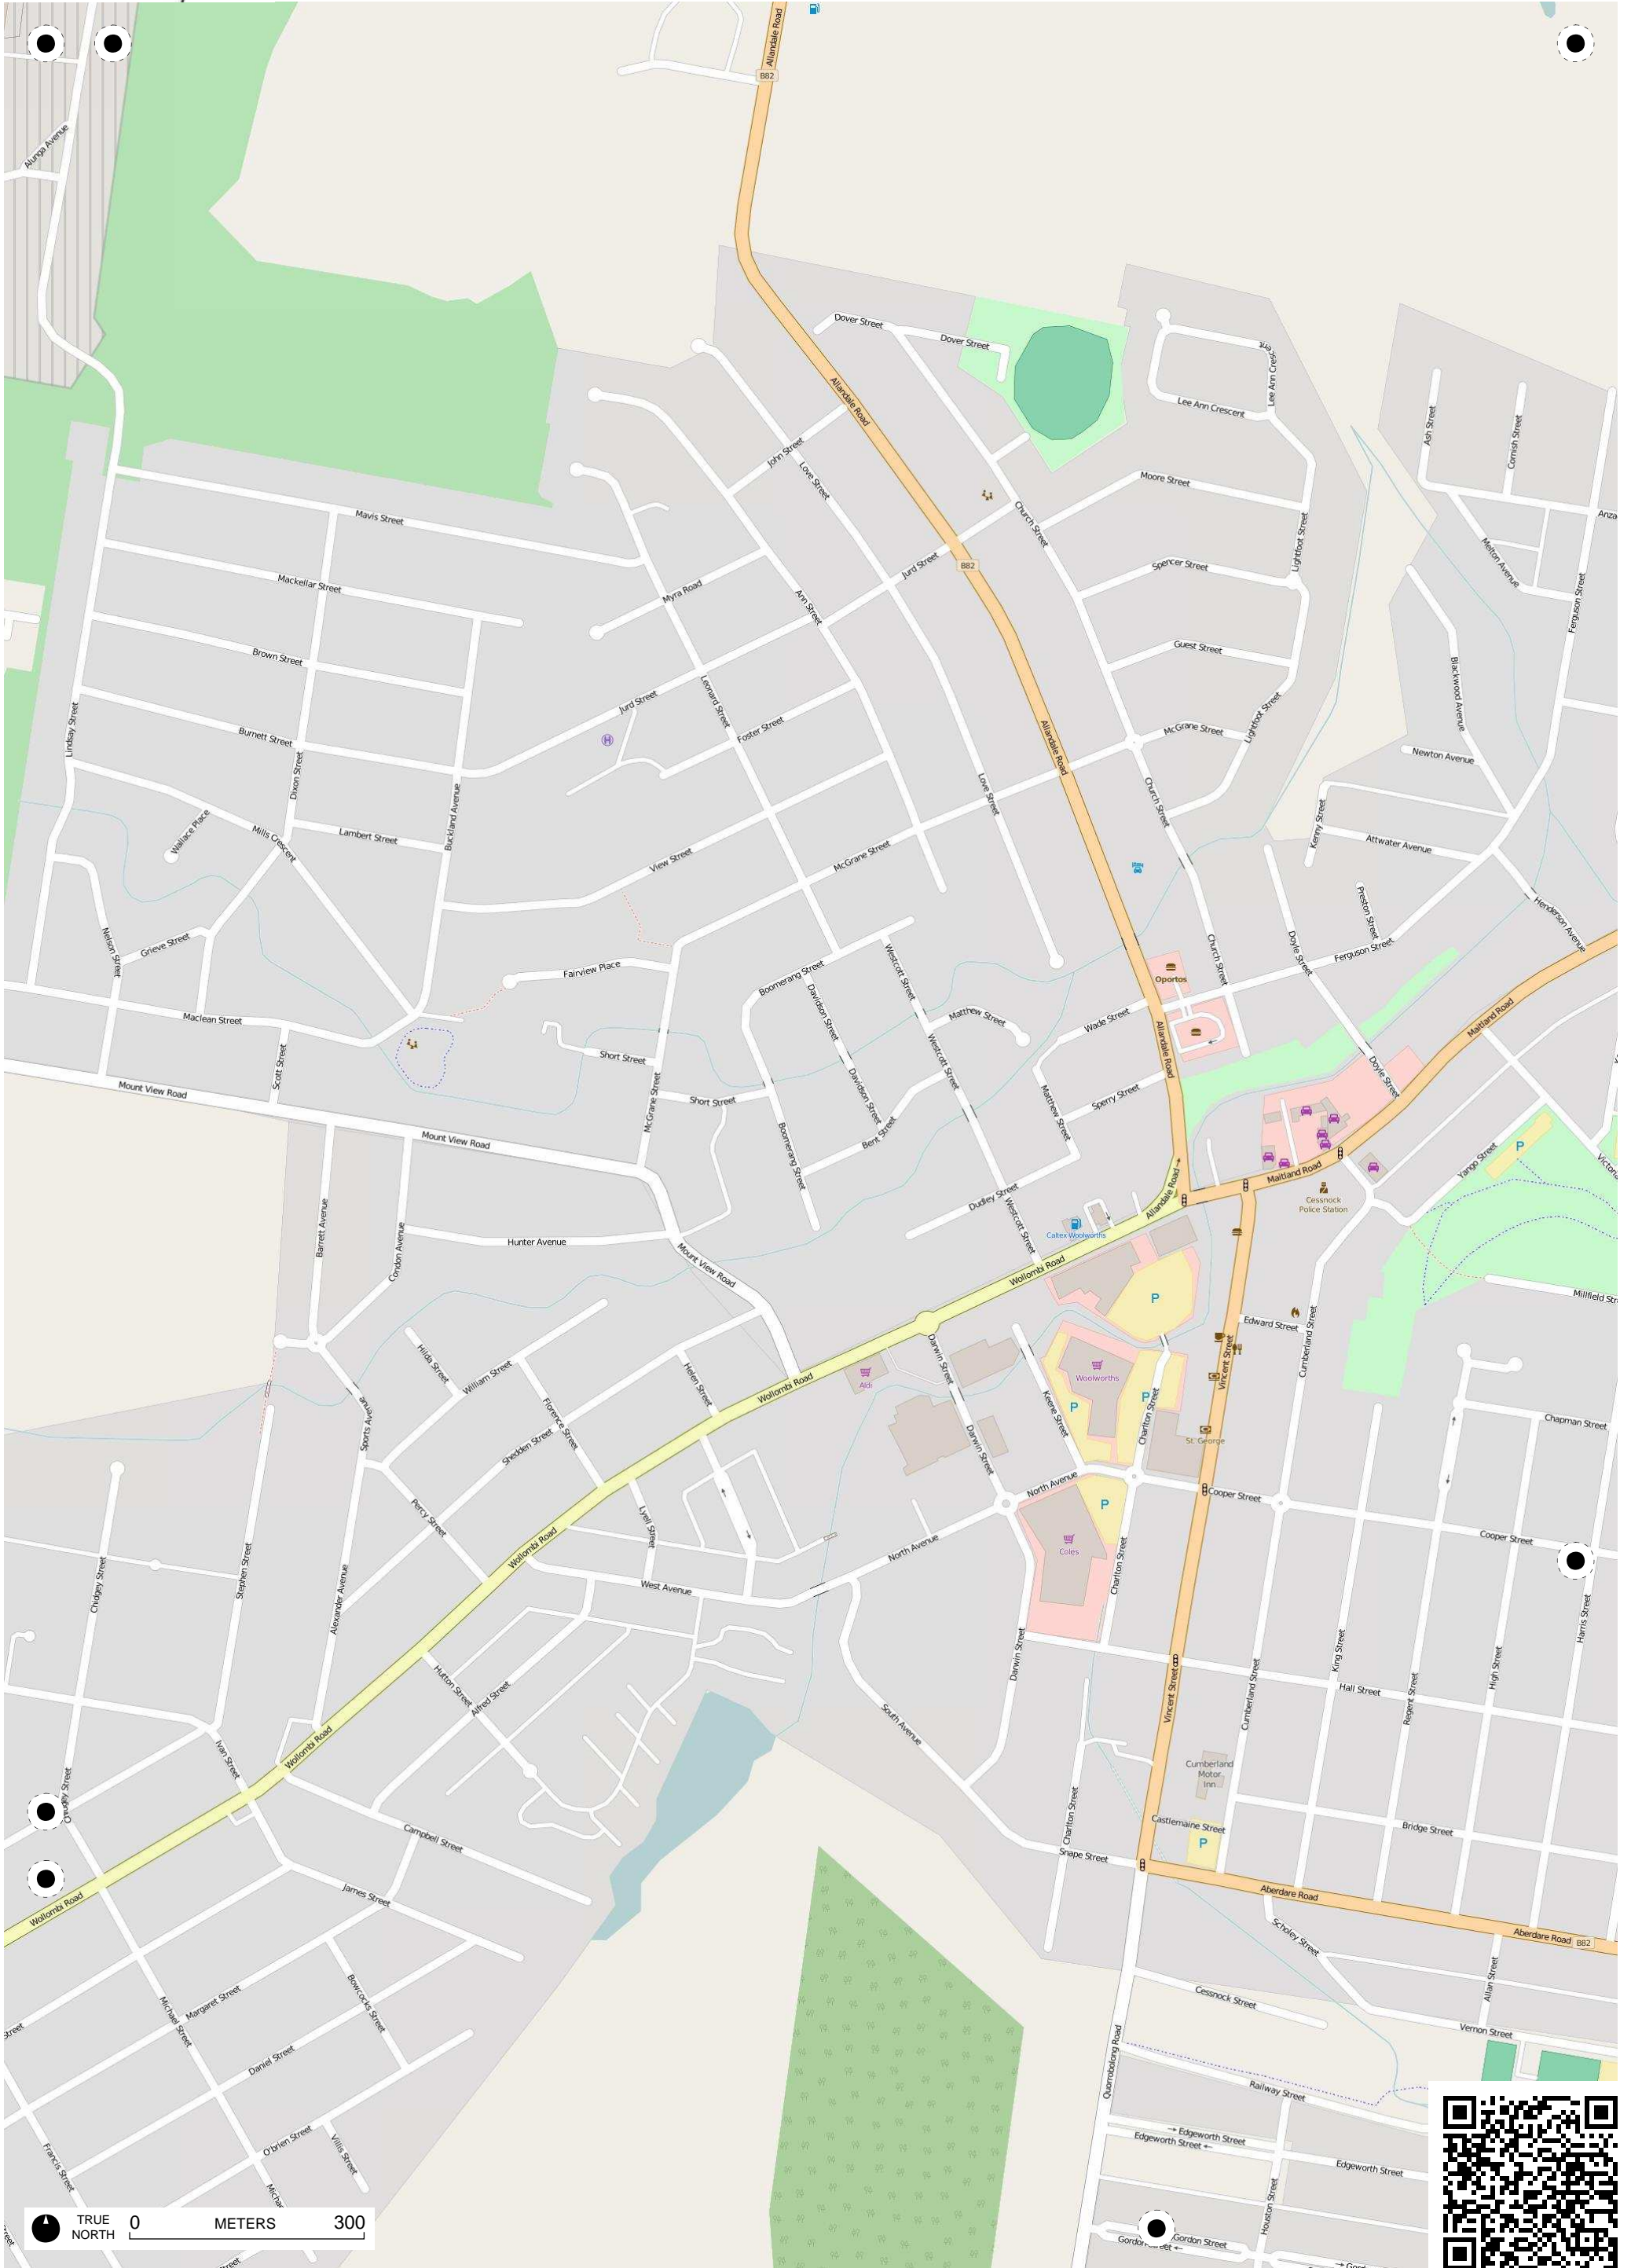 Allandale Road
B82
Alunga Avenue
Dover Street
Dover Street
Lee Ann Crescent
Lee Ann Crescent
Allandale Road
John Street
Love Street
Ash Street
Cornish Street
Moore Street
Church Street
Lightfoot Street
Mavis Street
Anza
Melton Avenue
Jurd Street
B82
Spencer Street
Mackellar Street
Myra Road
Ann Street
Ferguson Street
Guest Street
Brown Street
Blackwood Avenue
Leonard Street
Jurd Street
Lindsay Street
Foster Street
Lightfoot Street
McGrane Street
Burnett Street
Allandale Road
Newton Avenue
Dixon Street
Love Street
Church Street
Buckland Avenue
Wallace Place
Mills Crescent
Lambert Street
Kenny Street
Attwater Avenue
View Street
McGrane Street
Preston Street
Henderson Avenue
Nelson Street
Grieve Street
Doyle Street
Ferguson Street
Church Street
Westcott Street
Fairview Place
Boomerang Street
Oportos
Davidson Street
Matthew Street
Wade Street
Maclean Street
Maitland Road
Allandale Road
Scott Street
Short Street
Westcott Street
Doyle Street
Mount View Road
Short Street
McGrane Street
Davidson Street
Matthew Street
Sperry Street
Mount View Road
Bent Street
Boomerang Street
Yango Street
P
Maitland Road
Cessnock
Police Station
Dudley Street
Allandale Road
Barrett Avenue
Condon Avenue
Hunter Avenue
Westcott Street
Caltex Woolworths
Mount View Road
Wollombi Road
P
Millfield Str
Edward Street
Cumberland Street
Hilda Street
William Street
Helen Street
Darwin Street
Vincent Street
Wollombi Road
Aldi
Woolworths
P
P
Keene Street
Charlton Street
Sports Avenue
Florence Street
Shedden Street
Darwin Street
St. George
Chapman Street
North Avenue
P
Cooper Street
Percy Street
Lyell Street
Cooper Street
Wollombi Road
North Avenue
Coles
Chidgey Street
Stephen Street
Alexander Avenue
West Avenue
Charlton Street
Harris Street
Darwin Street
King Street
High Street
Hutton Street
Alfred Street
Vincent Street
Cumberland Street
Hall Street
Regent Street
South Avenue
Ivan Street
Wollombi Road
Cumberland
Motor
Inn
Chidgey Street
Charlton Street
Castlemaine Street
P
Bridge Street
Campbell Street
Snape Street
James Street
Wollombi Road
Aberdare Road
Scholey Street
Aberdare Road
B82
Allan Street
Bowcocks Street
Margaret Street
Michael Street
Cessnock Street
Street
Vernon Street
Daniel Street
Quorrobolong Road
Railway Street
O'brien Street
Villis Street
Edgeworth Street
Edgeworth Street
Edgeworth Street
Francis Street
Houston Street
Gordon Street
TRUE
NORTH
0 METERS 300